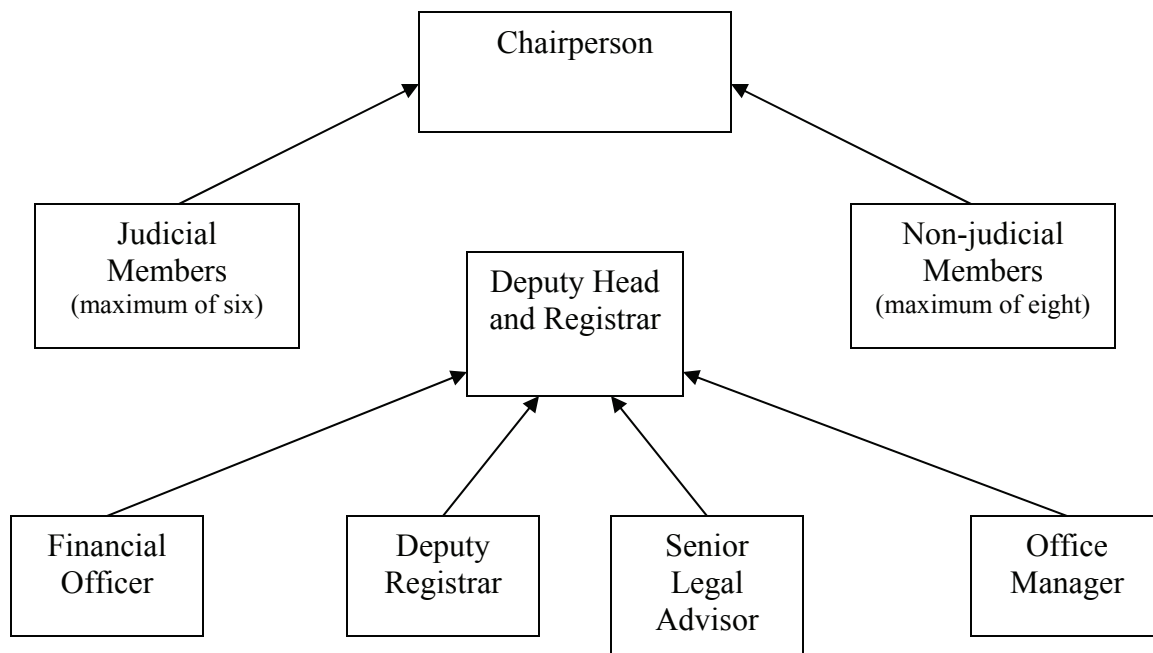 Chairperson
Judicial
Members
(maximum of six)
Non-judicial
Members
(maximum of eight)
Deputy Head
and Registrar
Financial
Officer
Deputy
Registrar
Senior
Legal
Advisor
Office
Manager